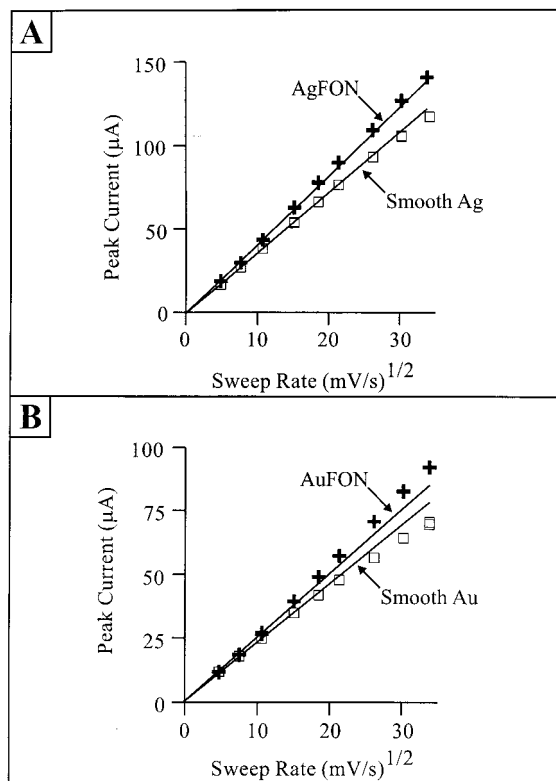 A
150
100
50
0
Peak Current (μA)
AgFON
Smooth Ag
0 10 20 30
Sweep Rate (mV/s)1/2
B
100
75
50
25
0
Peak Current (μA)
AuFON
Smooth Au
0 10 20 30
Sweep Rate (mV/s)1/2